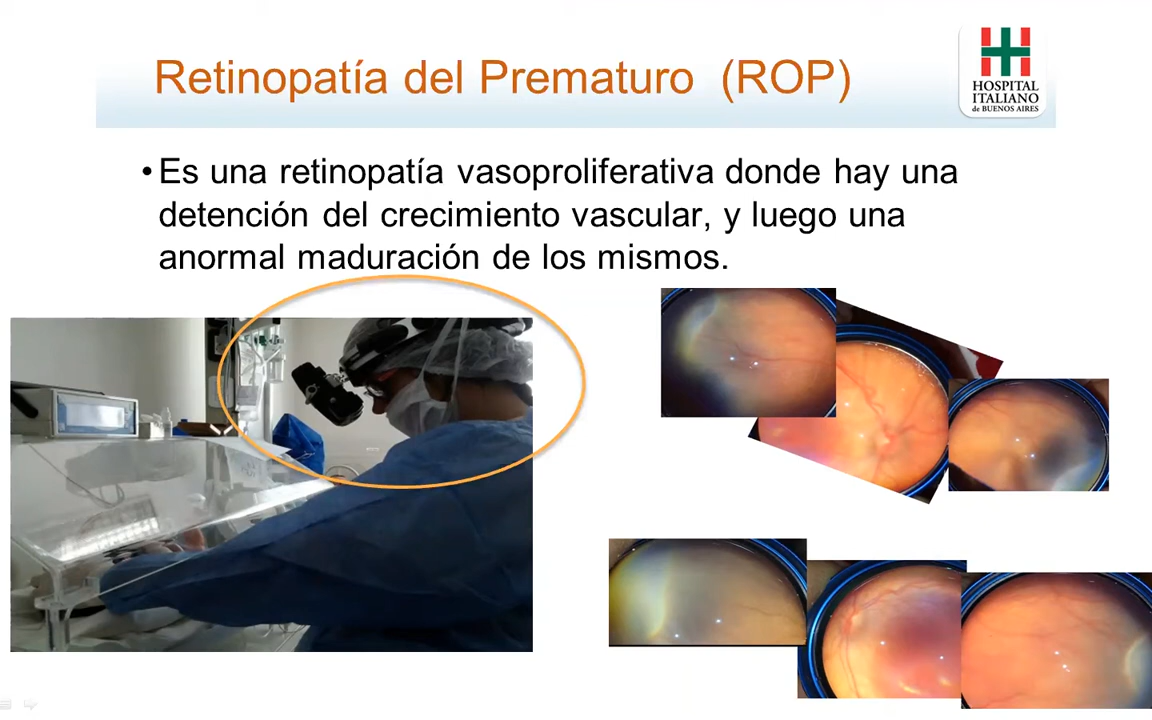 Retinopatía del Prematuro (ROP)
HOSPITAL
ITALIANO
de BUENOS AIRES
• Es una retinopatía vasoproliferativa donde hay una
detención del crecimiento vascular, y luego una
anormal maduración de los mismos.